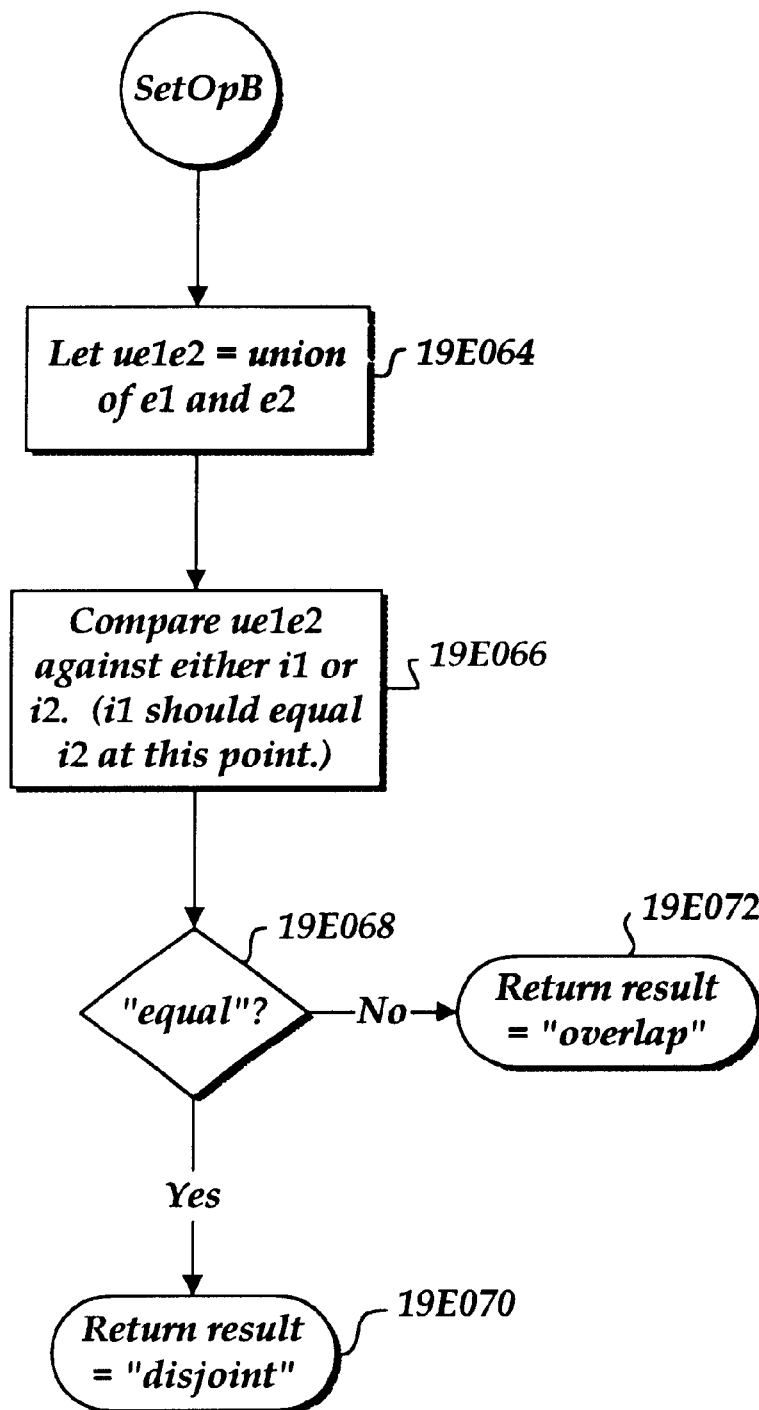 SetOpB
Let ue1e2 = union
of e1 and e2
19E064
Compare ue1e2
against either i1 or
i2. (i1 should equal
i2 at this point.)
19E066
19E068
"equal"?
No
19E072
Return result
= "overlap"
Yes
19E070
Return result
= "disjoint"